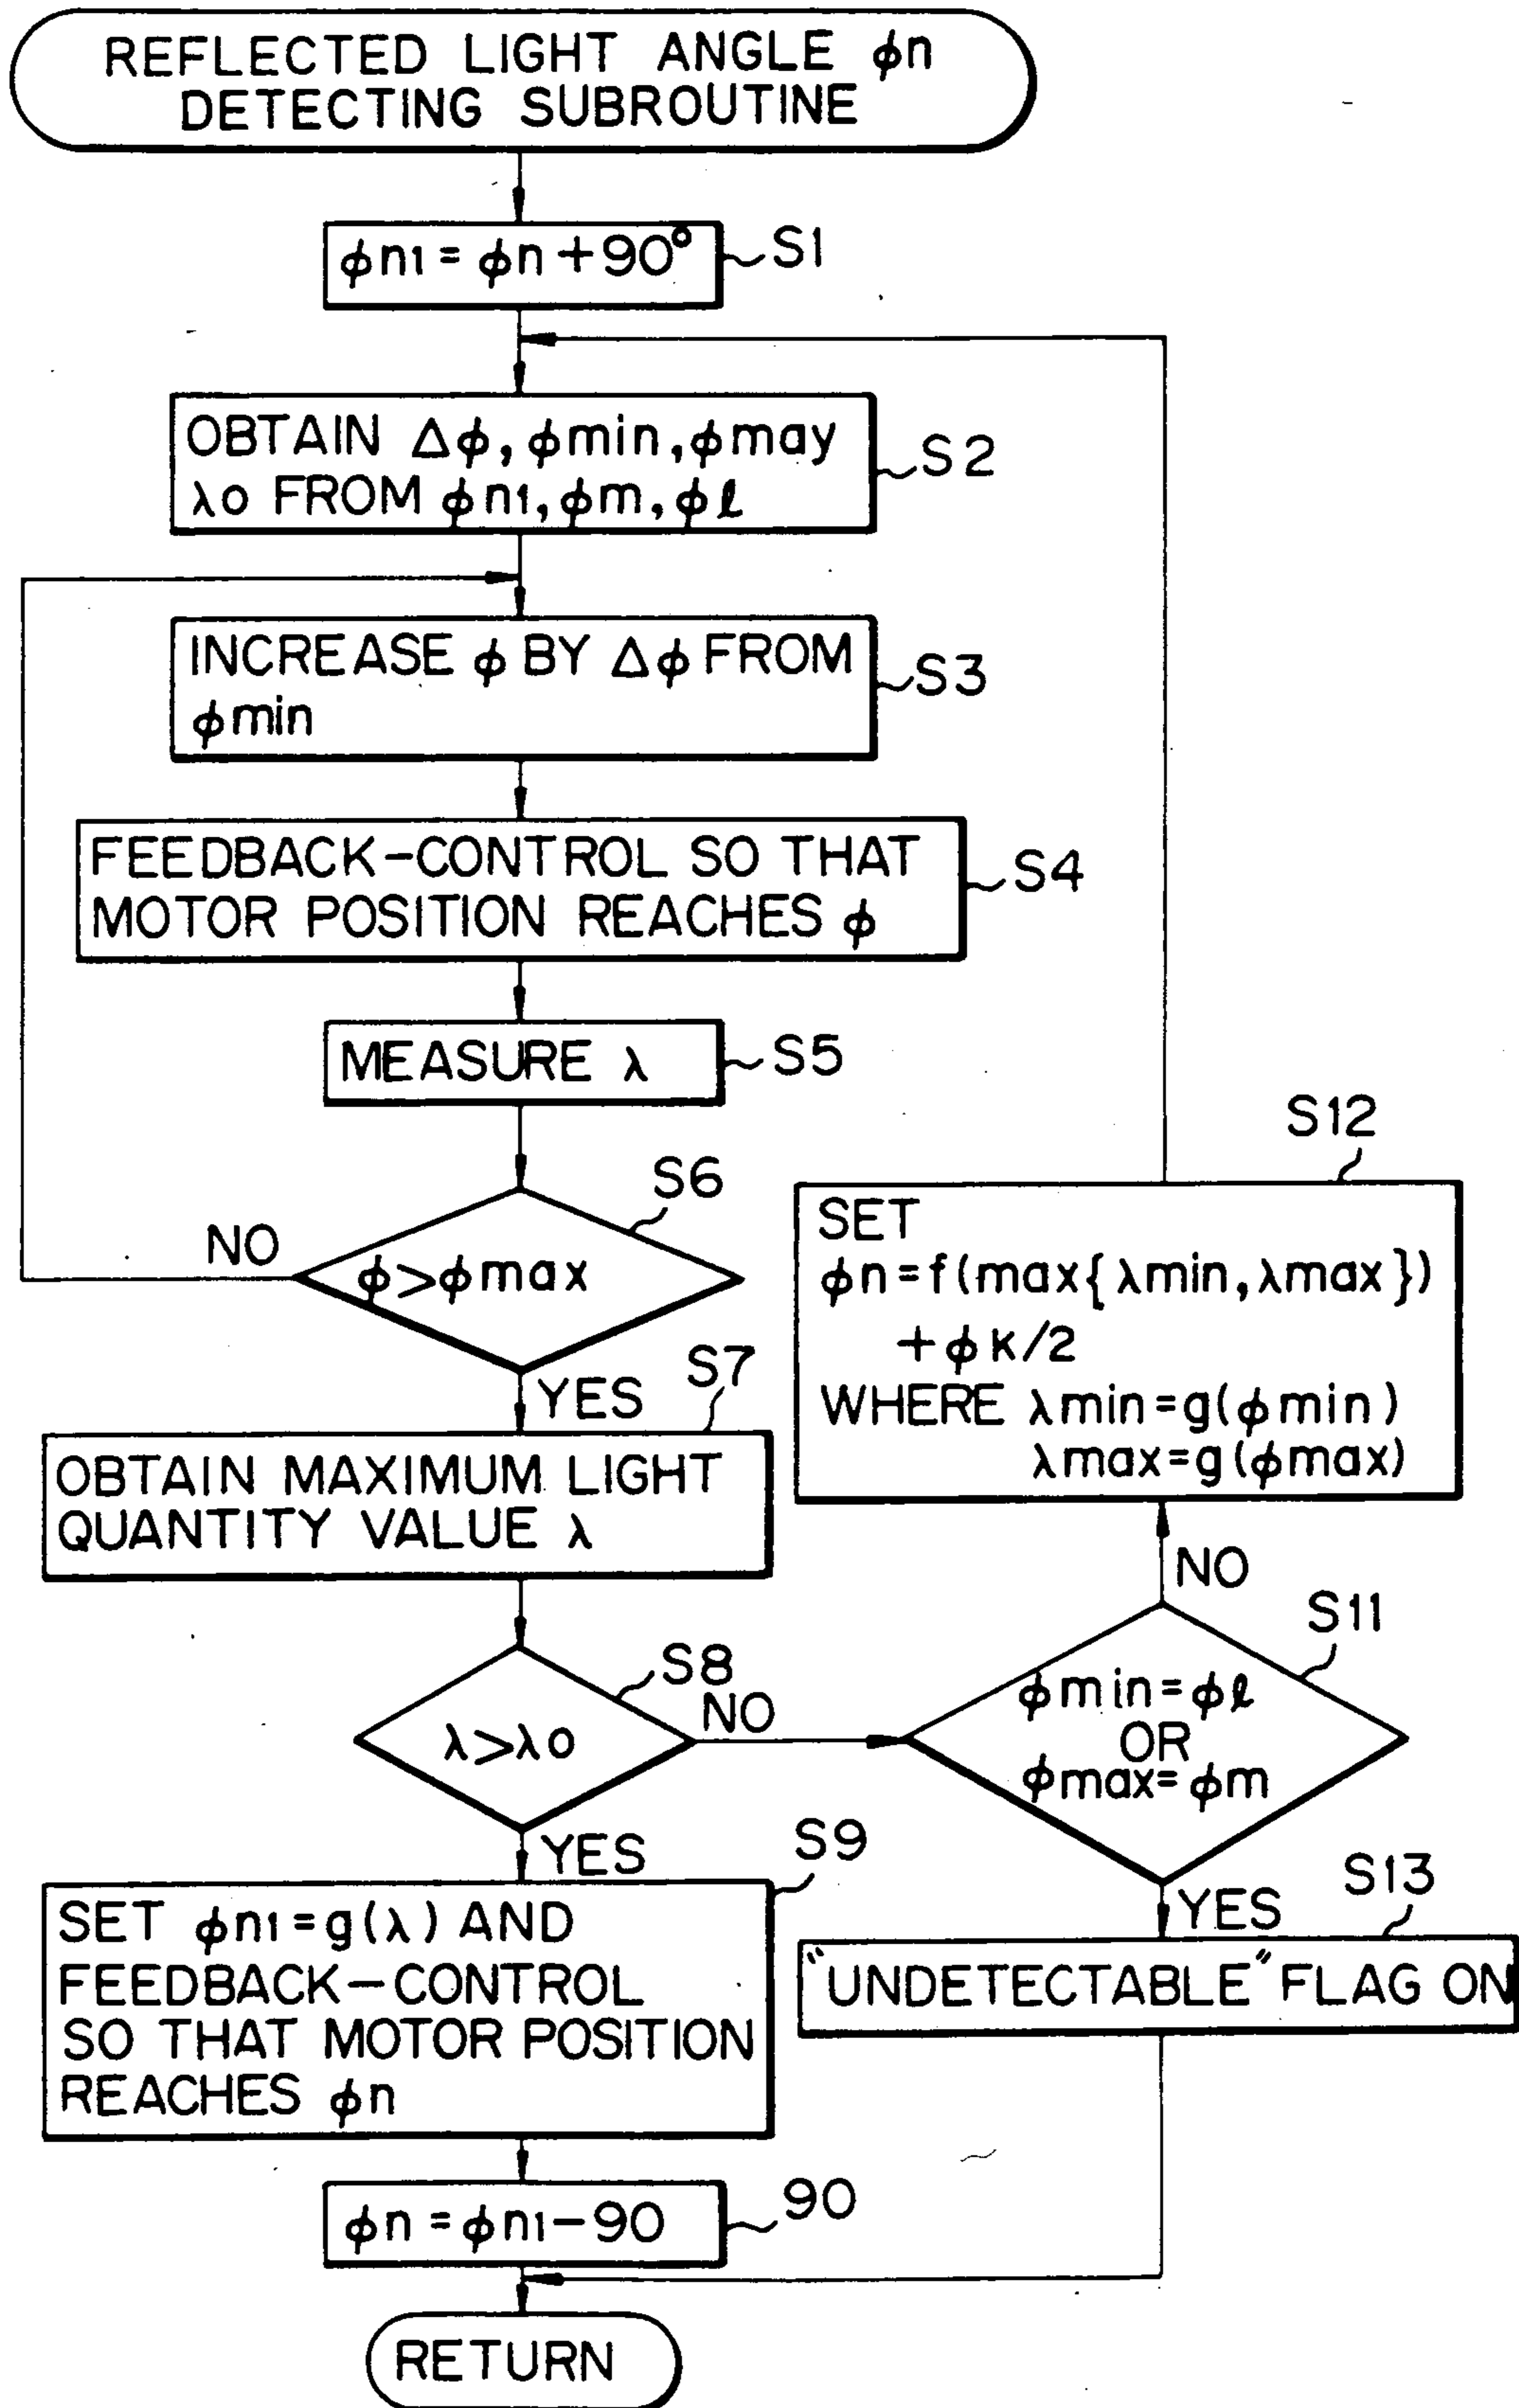 REFLECTED LIGHT ANGLE ϕn
DETECTING SUBROUTINE
ϕn1 = ϕn + 90°
S1
OBTAIN Δϕ, ϕmin, ϕmay
λo FROM ϕn1, ϕm, ϕℓ
S2
INCREASE ϕ BY Δϕ FROM
ϕmin
S3
FEEDBACK-CONTROL SO THAT
MOTOR POSITION REACHES ϕ
S4
MEASURE λ
S5
S6
NO
ϕ>ϕmax
YES
S7
OBTAIN MAXIMUM LIGHT
QUANTITY VALUE λ
S8
NO
λ>λo
YES
S9
SET ϕn1=g(λ) AND
FEEDBACK-CONTROL
SO THAT MOTOR POSITION
REACHES ϕn
ϕn = ϕn1-90
90
RETURN
S12
SET
ϕn=f(max{λmin,λmax})
+ϕk/2
WHERE λmin=g(ϕmin)
λmax=g(ϕmax)
NO
S11
ϕmin=ϕℓ
OR
ϕmax=ϕm
YES
S13
"UNDETECTABLE" FLAG ON